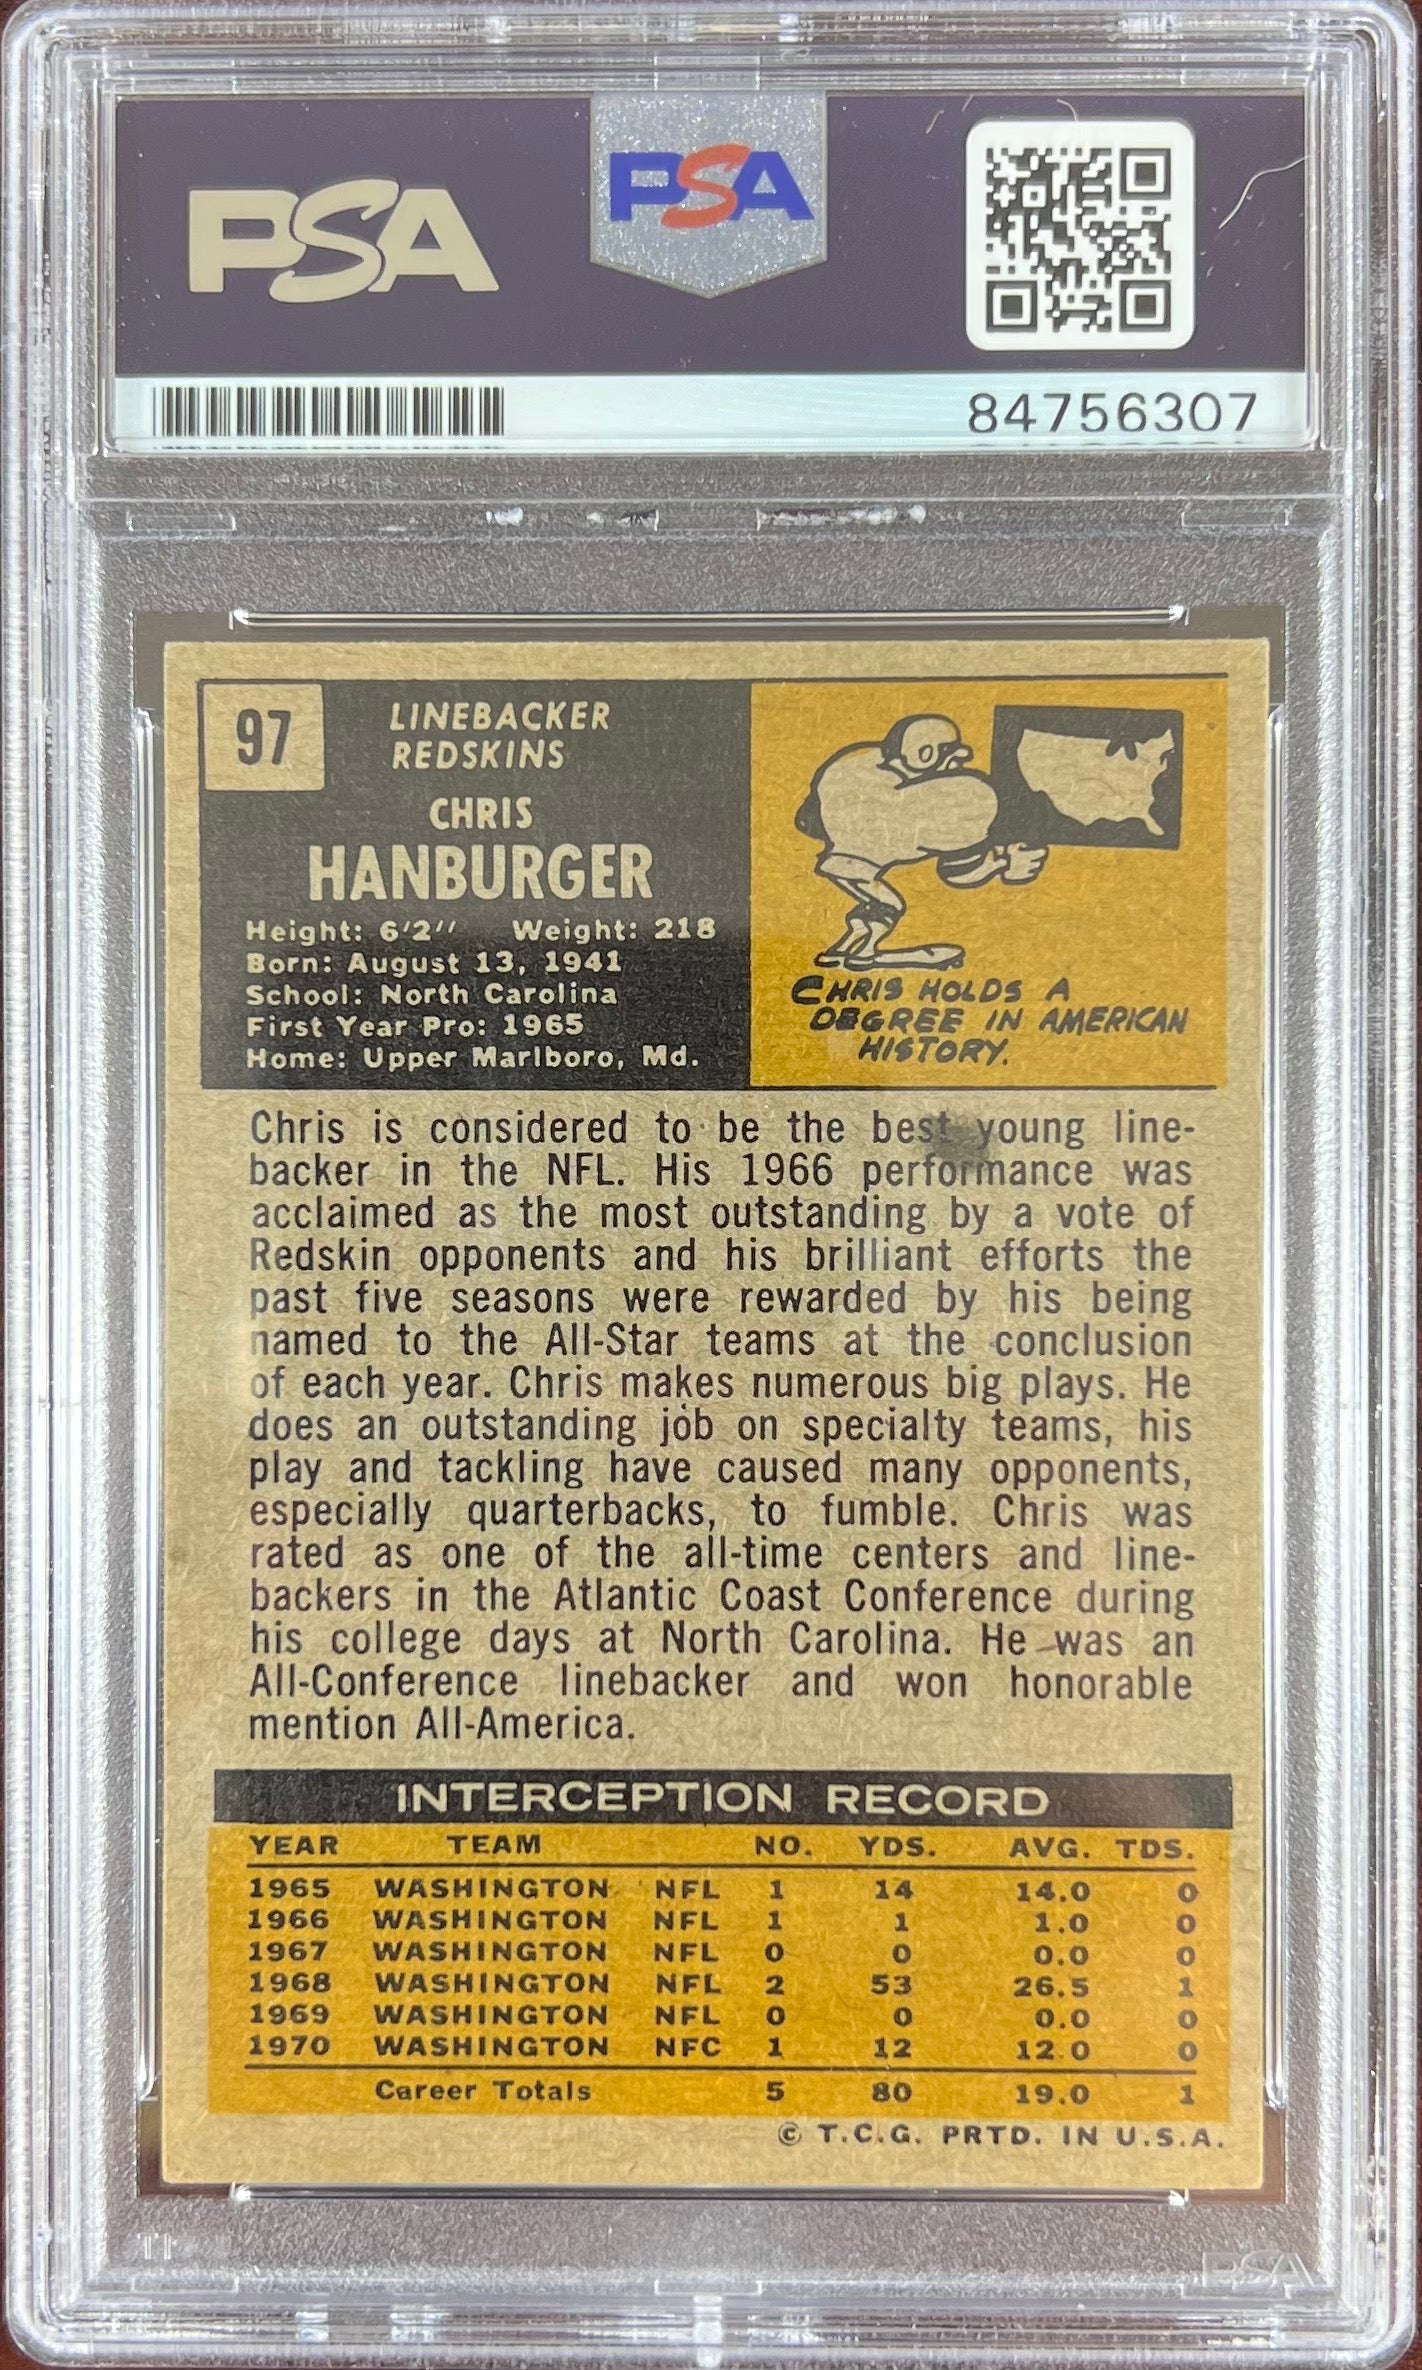 PSA
PSA
84756307
97
LINEBACKER
REDSKINS
CHRIS
HANBURGER
Height: 6'2'' Weight: 218
Born: August 13, 1941
School: North Carolina
First Year Pro: 1965
Home: Upper Marlboro, Md.
CHRIS HOLDS A
DEGREE IN AMERICAN
HISTORY.
Chris is considered to be the best young line-
backer in the NFL. His 1966 performance was
acclaimed as the most outstanding by a vote of
Redskin opponents and his brilliant efforts the
past five seasons were rewarded by his being
named to the All-Star teams at the conclusion
of each year. Chris makes numerous big plays. He
does an outstanding job on specialty teams, his
play and tackling have caused many opponents,
especially quarterbacks, to fumble. Chris was
rated as one of the all-time centers and line-
backers in the Atlantic Coast Conference during
his college days at North Carolina. He was an
All-Conference linebacker and won honorable
mention All-America.
INTERCEPTION RECORD
YEAR TEAM NO. YDS. AVG. TDS.
1965 WASHINGTON NFL 1 14 14.0 0
1966 WASHINGTON NFL 1 1 1.0 0
1967 WASHINGTON NFL 0 0 0.0 0
1968 WASHINGTON NFL 2 53 26.5 1
1969 WASHINGTON NFL 0 0 0.0 0
1970 WASHINGTON NFC 1 12 12.0 0
Career Totals 5 80 19.0 1
© T.C.G. PRTD. IN U.S.A.
PSA